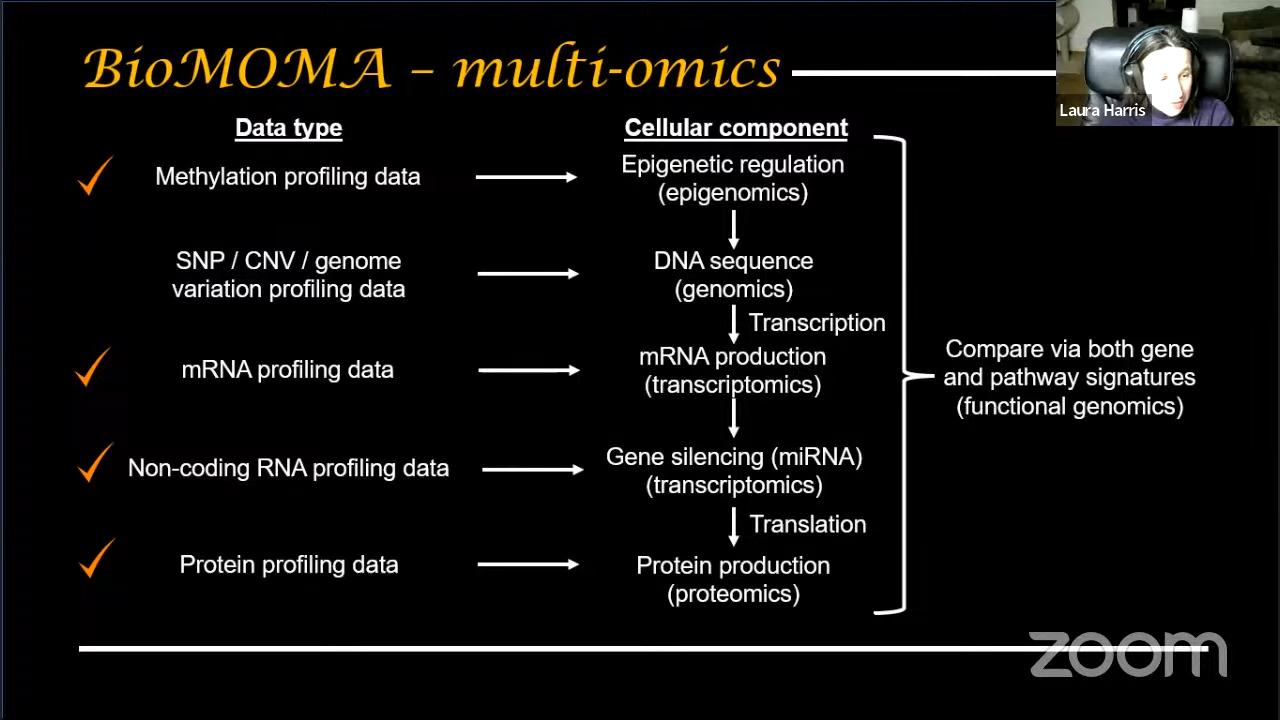 BioMOMA – multi-omics
Laura Harris
Data type
Cellular component
Methylation profiling data
Epigenetic regulation
(epigenomics)
SNP / CNV / genome
variation profiling data
DNA sequence
(genomics)
Transcription
mRNA profiling data
mRNA production
(transcriptomics)
Compare via both gene
and pathway signatures
(functional genomics)
Non-coding RNA profiling data
Gene silencing (miRNA)
(transcriptomics)
Translation
Protein profiling data
Protein production
(proteomics)
zoom